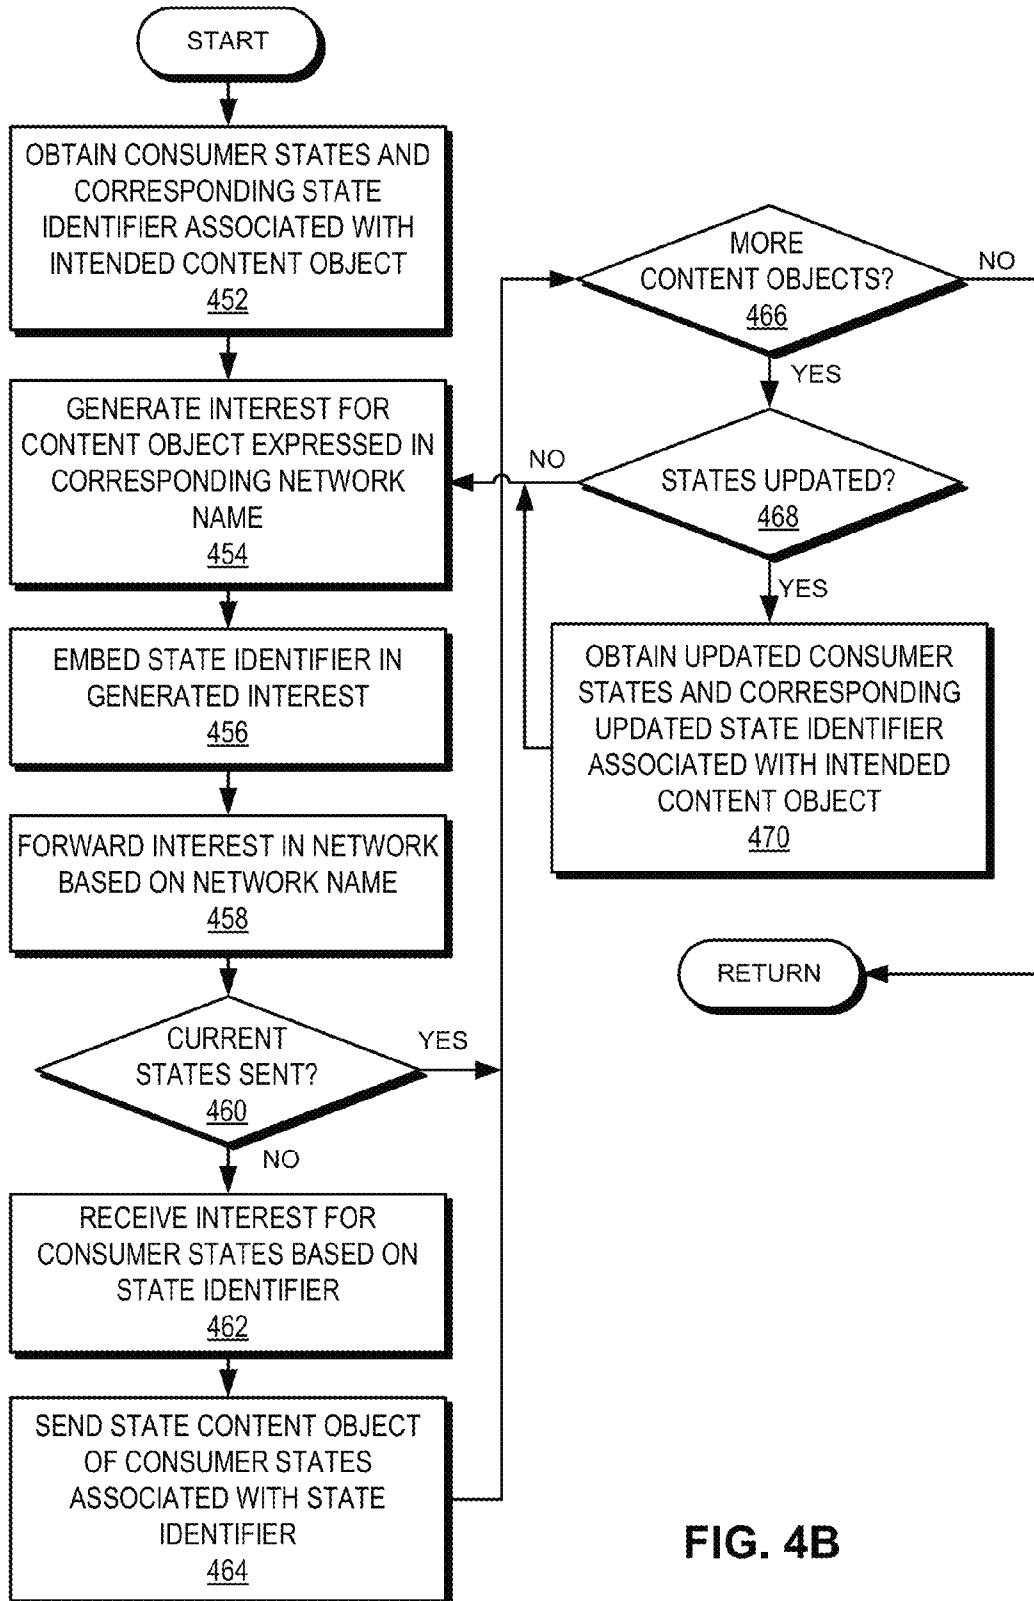 START
OBTAIN CONSUMER STATES AND
CORRESPONDING STATE
IDENTIFIER ASSOCIATED WITH
INTENDED CONTENT OBJECT
452
GENERATE INTEREST FOR
CONTENT OBJECT EXPRESSED IN
CORRESPONDING NETWORK
NAME
454
EMBED STATE IDENTIFIER IN
GENERATED INTEREST
456
FORWARD INTEREST IN NETWORK
BASED ON NETWORK NAME
458
CURRENT
STATES SENT?
460
YES
NO
RECEIVE INTEREST FOR
CONSUMER STATES BASED ON
STATE IDENTIFIER
462
SEND STATE CONTENT OBJECT
OF CONSUMER STATES
ASSOCIATED WITH STATE
IDENTIFIER
464
MORE
CONTENT OBJECTS?
466
NO
YES
STATES UPDATED?
468
NO
YES
OBTAIN UPDATED CONSUMER
STATES AND CORRESPONDING
UPDATED STATE IDENTIFIER
ASSOCIATED WITH INTENDED
CONTENT OBJECT
470
RETURN
FIG. 4B